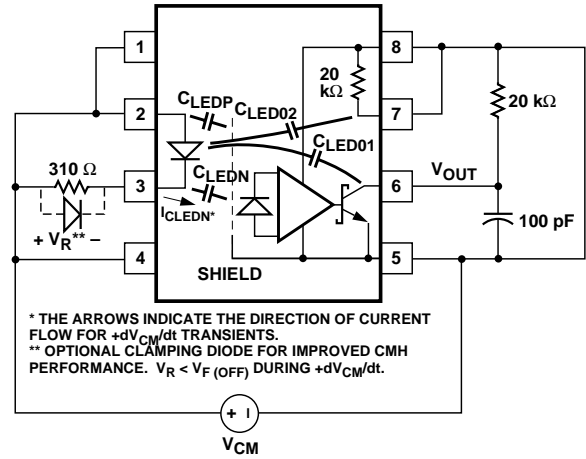 1
8
20
kΩ
C LEDP
C LED02
20 kΩ
2
7
C LED01
310 Ω
V OUT
3
C LEDN
6
I CLEDN*
100 pF
+ V R** –
4
SHIELD
5
* THE ARROWS INDICATE THE DIRECTION OF CURRENT
FLOW FOR +dV CM/dt TRANSIENTS.
** OPTIONAL CLAMPING DIODE FOR IMPROVED CMH
PERFORMANCE. V R < V F (OFF) DURING +dV CM/dt.
+ –
V CM